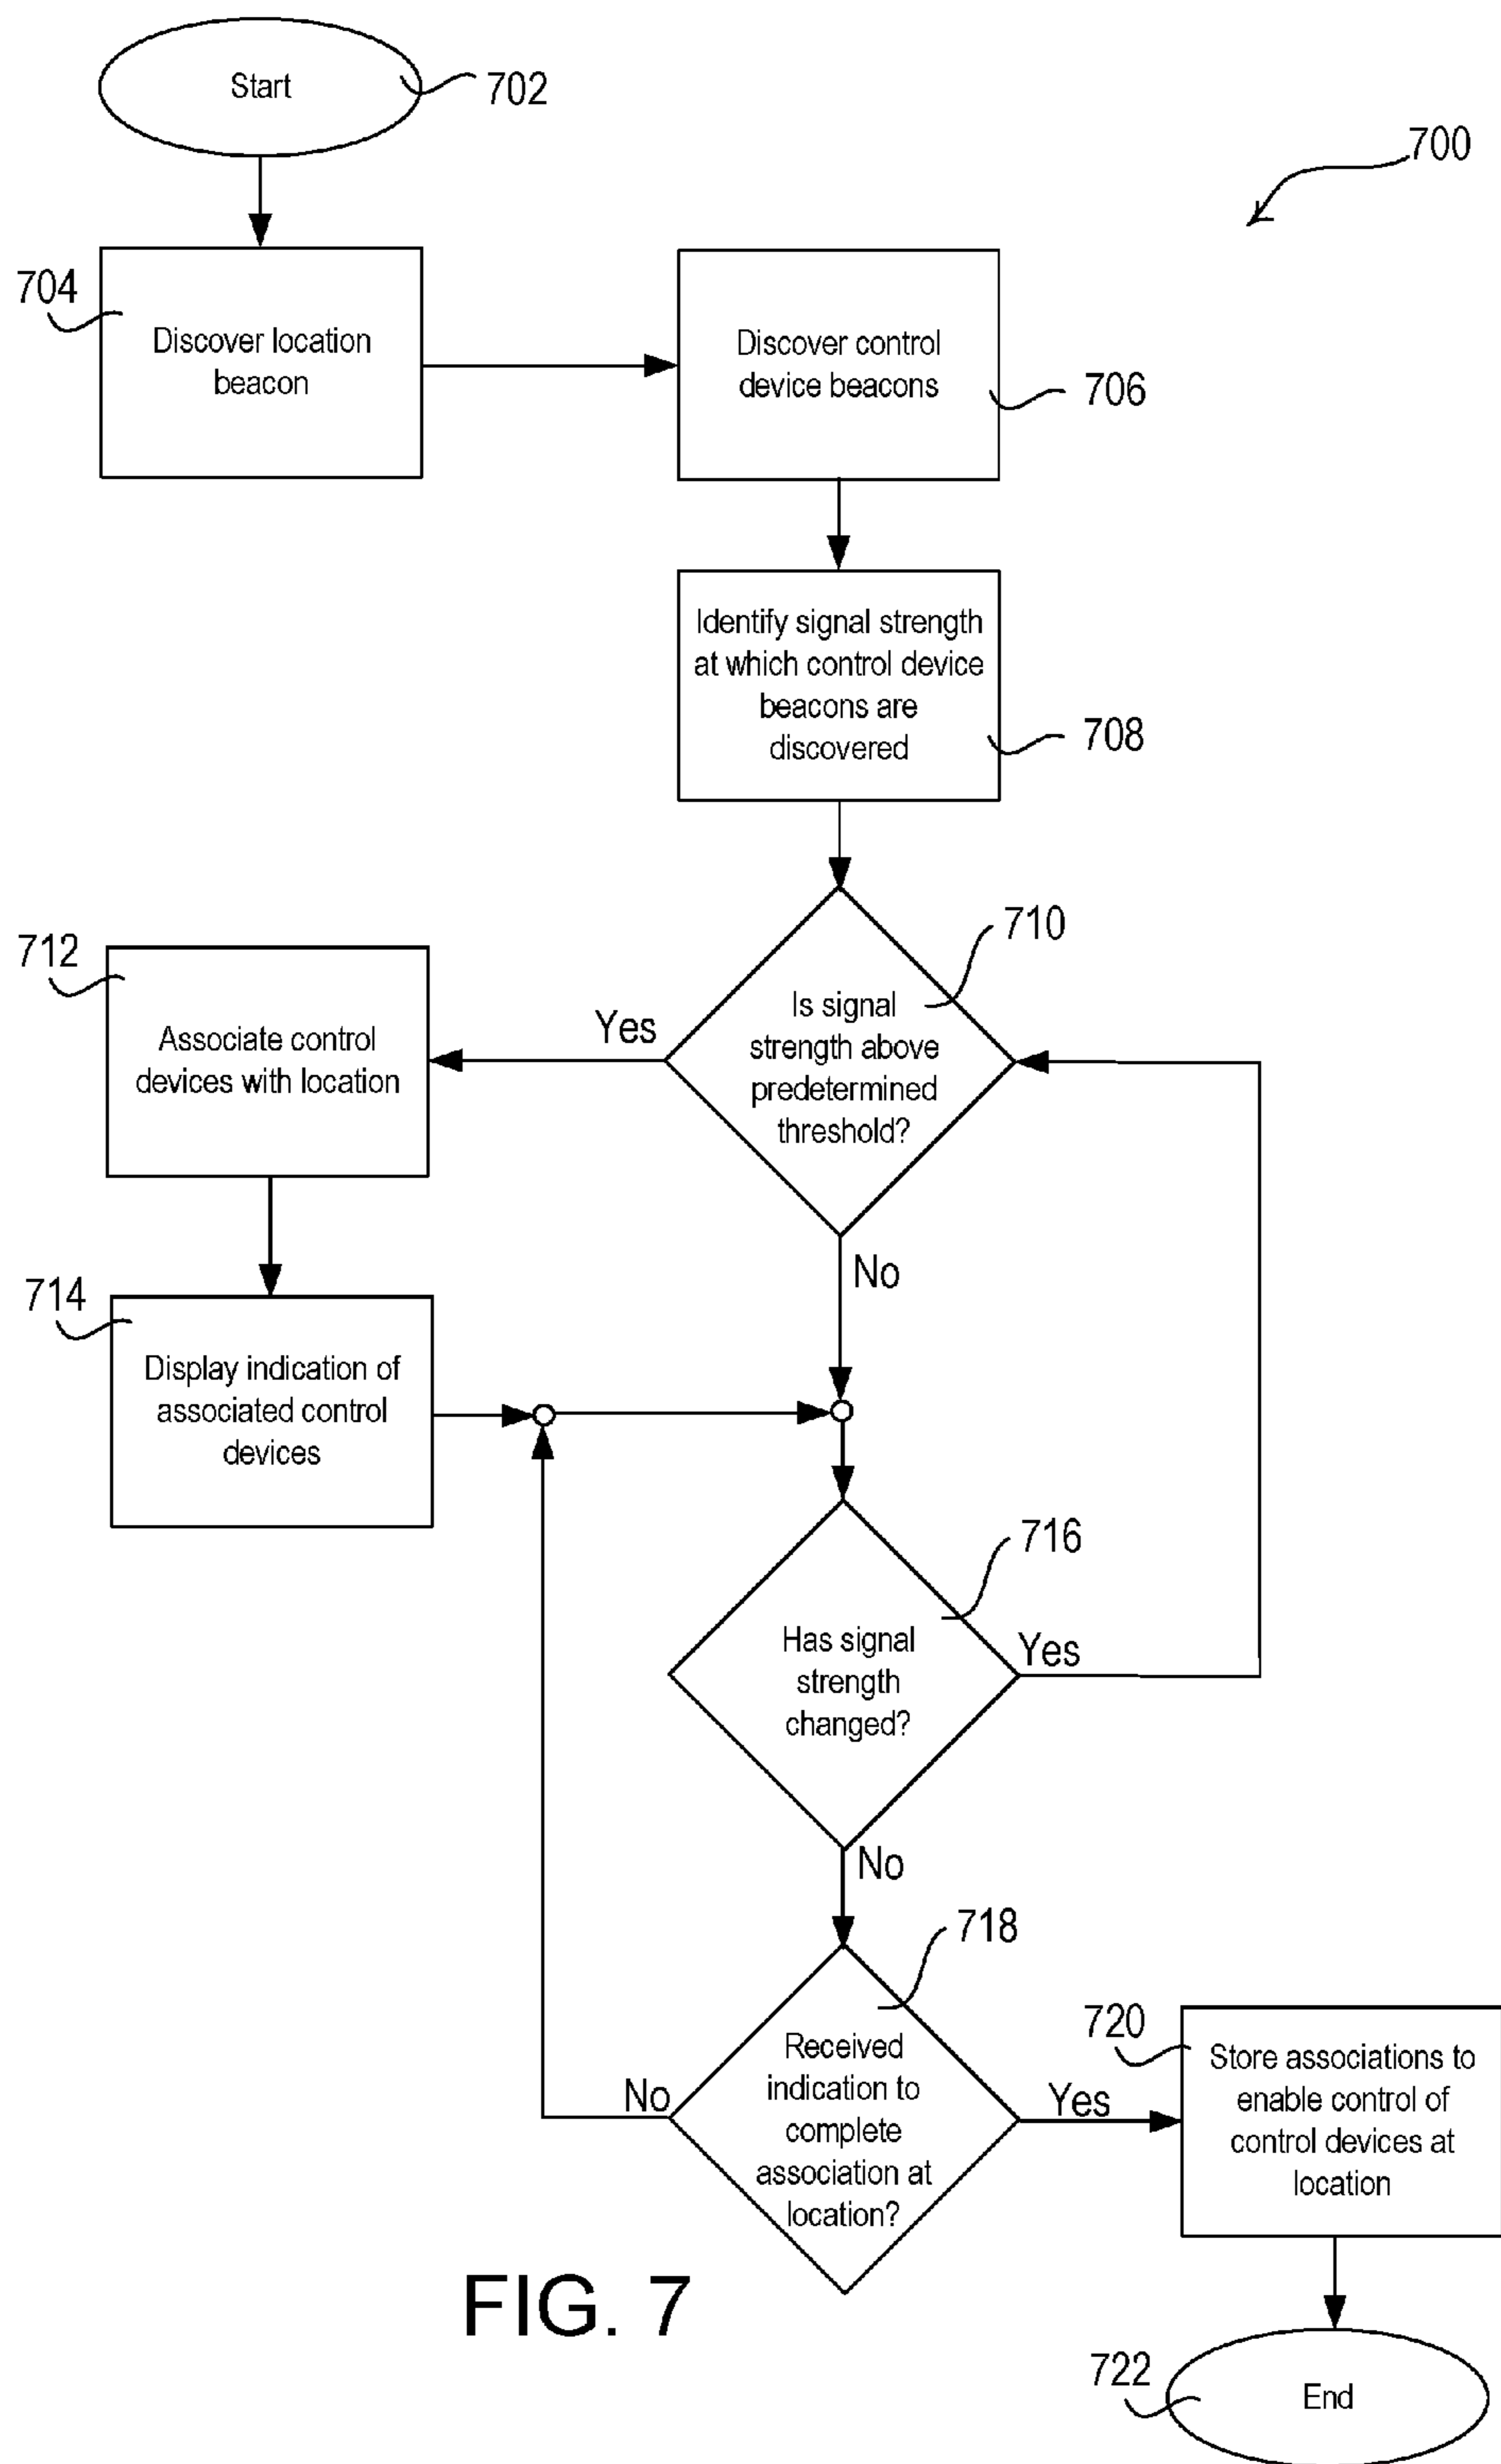 Start
702
700
704
Discover location
beacon
Discover control
device beacons
706
Identify signal strength
at which control device
beacons are
discovered
708
710
712
Is signal
strength above
predetermined
threshold?
Yes
Associate control
devices with location
No
714
Display indication of
associated control
devices
716
Has signal
strength
changed?
Yes
No
718
Received
indication to
complete
association at
location?
No
Yes
720
Store associations to
enable control of
control devices at
location
FIG. 7
722
End